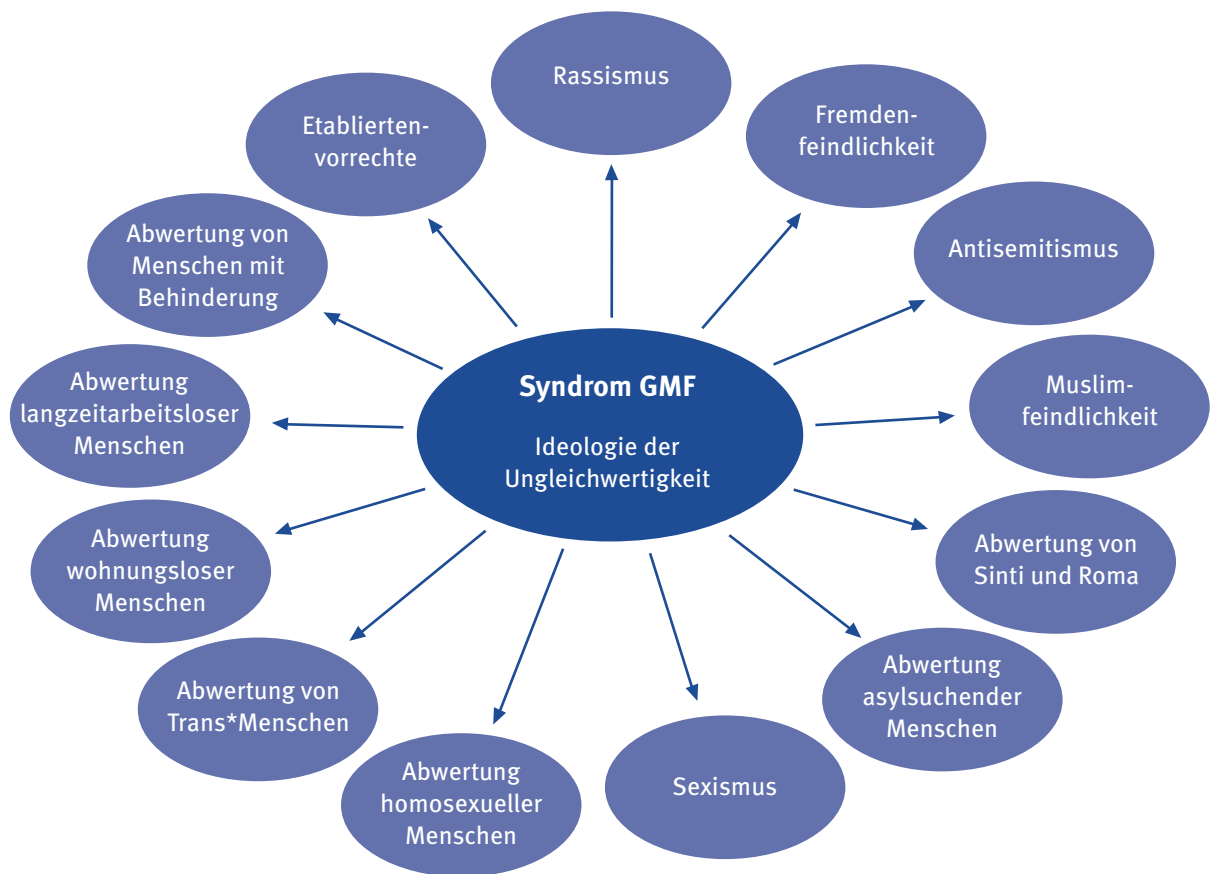 Syndrom GMF
Ideologie der
Ungleichwertigkeit
Rassismus
Fremden-
feindlichkeit
Antisemitismus
Muslim-
feindlichkeit
Abwertung von
Sinti und Roma
Abwertung
asylsuchender
Menschen
Sexismus
Abwertung
homosexueller
Menschen
Abwertung von
Trans*Menschen
Abwertung
wohnungsloser
Menschen
Abwertung
langzeitarbeitsloser
Menschen
Abwertung von
Menschen mit
Behinderung
Etablierten-
vorrechte